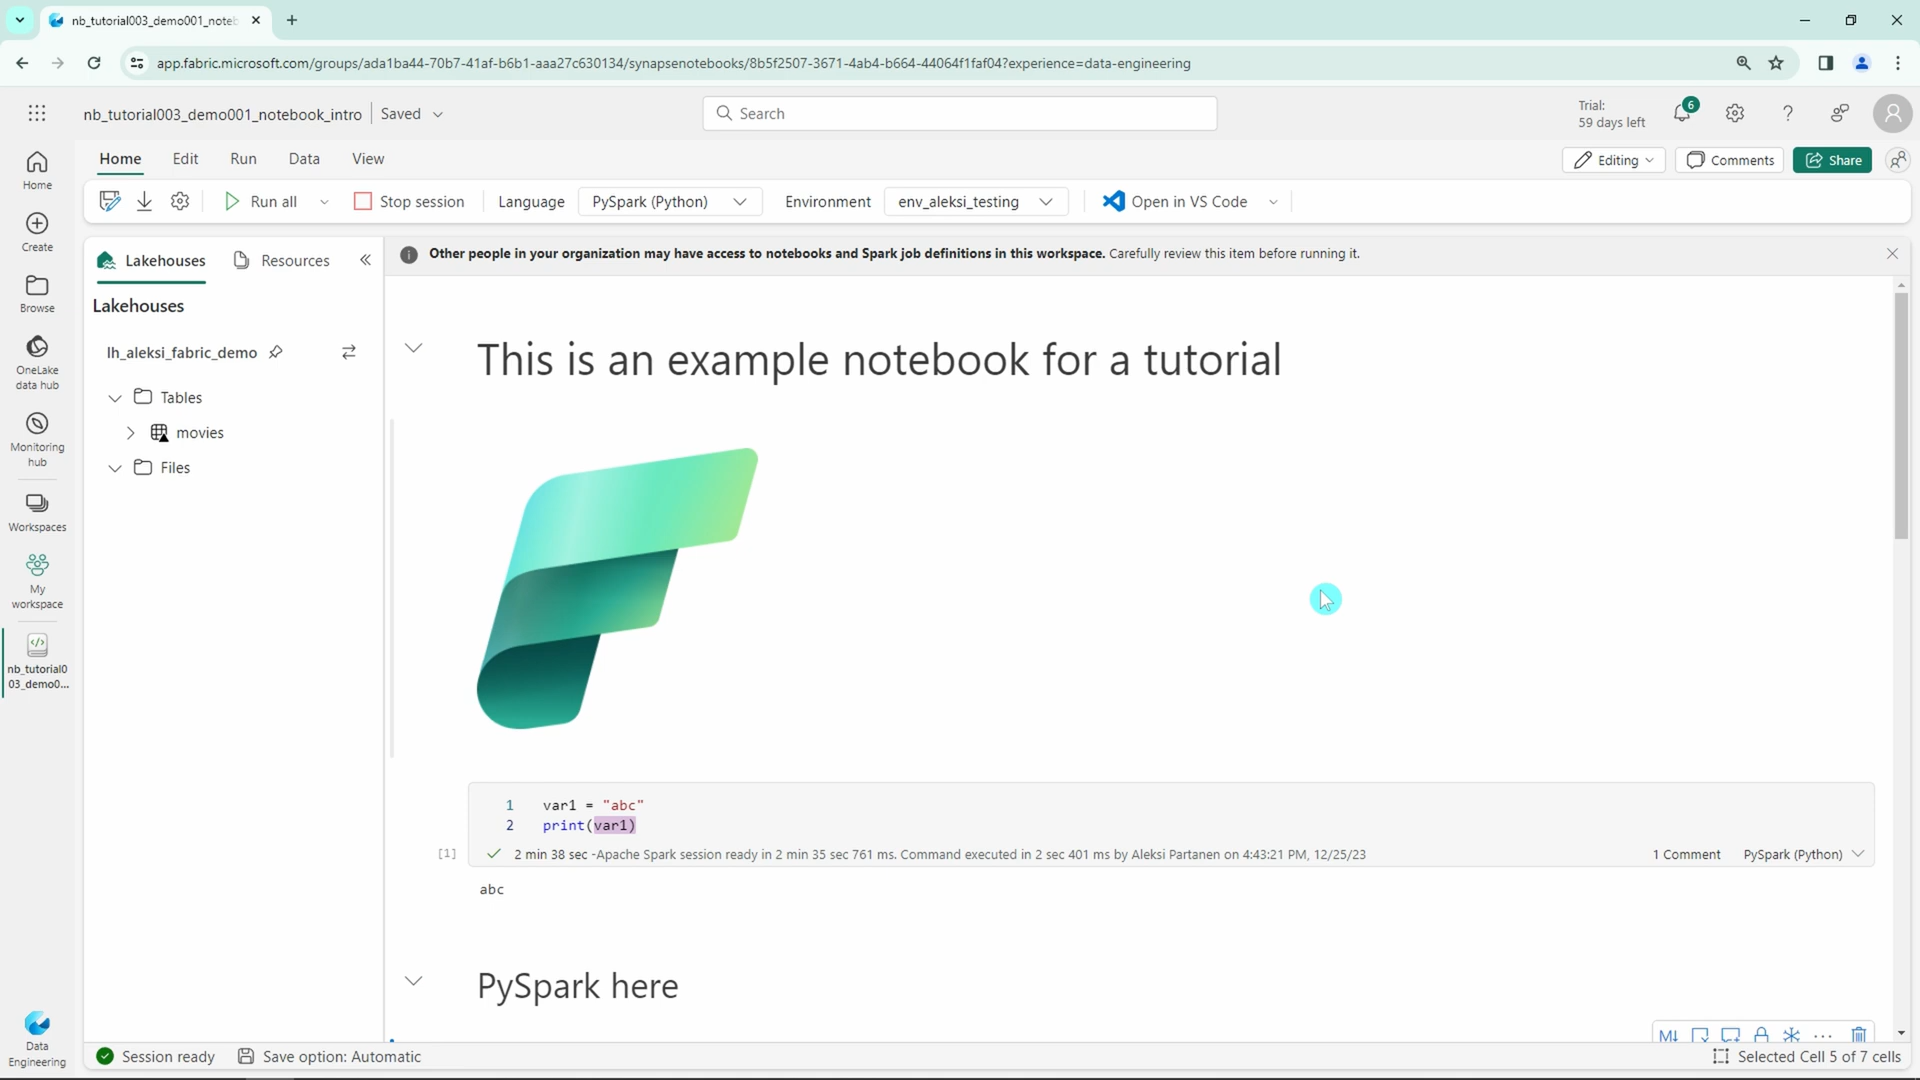 nb_tutorial003_demo001_noteb
app.fabric.microsoft.com/groups/ada1ba44-70b7-41af-b6b1-aaa27c630134/synapsenotebooks/8b5f2507-3671-4ab4-b664-44064f1faf04?experience=data-engineering
nb_tutorial003_demo001_notebook_intro
Saved
Search
Trial:
59 days left
6
Home
Edit
Run
Data
View
Editing
Comments
Share
Run all
Stop session
Language
PySpark (Python)
Environment
env_aleksi_testing
Open in VS Code
Home
Create
Browse
OneLake
data hub
Monitoring
hub
Workspaces
My
workspace
nb_tutorial0
03_demo0...
Data
Engineering
Lakehouses
Resources
Lakehouses
lh_aleksi_fabric_demo
Tables
movies
Files
Other people in your organization may have access to notebooks and Spark job definitions in this workspace. Carefully review this item before running it.
This is an example notebook for a tutorial
1 var1 = "abc"
2 print(var1)
[1]
2 min 38 sec -Apache Spark session ready in 2 min 35 sec 761 ms. Command executed in 2 sec 401 ms by Aleksi Partanen on 4:43:21 PM, 12/25/23
1 Comment
PySpark (Python)
abc
PySpark here
M↓
Session ready
Save option: Automatic
Selected Cell 5 of 7 cells